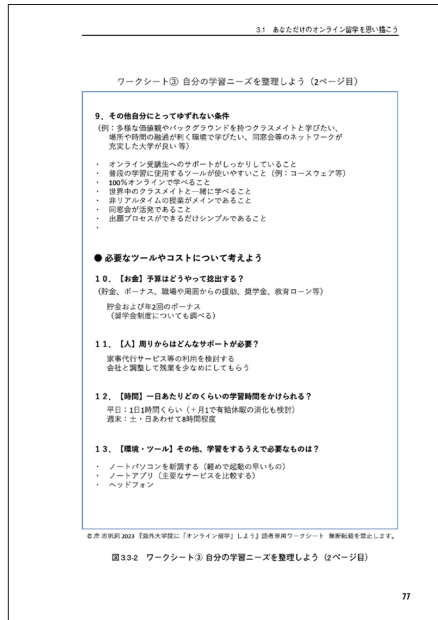 3.1 あなただけのオンライン留学を思い描こう
ワークシート③ 自分の学習ニーズを整理しよう（2ページ目）
9．その他自分にとってゆずれない条件
（例：多様な価値観やバックグラウンドを持つクラスメイトと学びたい、
場所や時間の融通が利く環境で学びたい、同窓会等のネットワークが
充実した大学が良い 等）
・ オンライン受講生へのサポートがしっかりしていること
・ 普段の学習に使用するツールが使いやすいこと（例：コースウェア等）
・ 100％オンラインで学べること
・ 世界中のクラスメイトと一緒に学べること
・ 非リアルタイムの授業がメインであること
・ 同窓会が活発であること
・ 出願プロセスができるだけシンプルであること
・
● 必要なツールやコストについて考えよう
１０．【お金】予算はどうやって捻出する？
（貯金、ボーナス、職場や周囲からの援助、奨学金、教育ローン等）
貯金および年2回のボーナス
（奨学金制度についても調べる）
１１．【人】周りからはどんなサポートが必要？
家事代行サービス等の利用を検討する
会社と調整して残業を少なめにしてもらう
１２．【時間】一日あたりどのくらいの学習時間をかけられる？
平日：1日1時間くらい（＋月1で有給休暇の消化も検討）
週末：土・日あわせて8時間程度
１３．【環境・ツール】その他、学習をするうえで必要なものは？
・ ノートパソコンを新調する（軽めで起動の早いもの）
・ ノートアプリ（主要なサービスを比較する）
・ ヘッドフォン
© 岸 志帆莉 2023 『海外大学院に「オンライン留学」しよう』読者専用ワークシート 無断転載を禁止します。
図3.3-2 ワークシート③ 自分の学習ニーズを整理しよう（2ページ目）
77